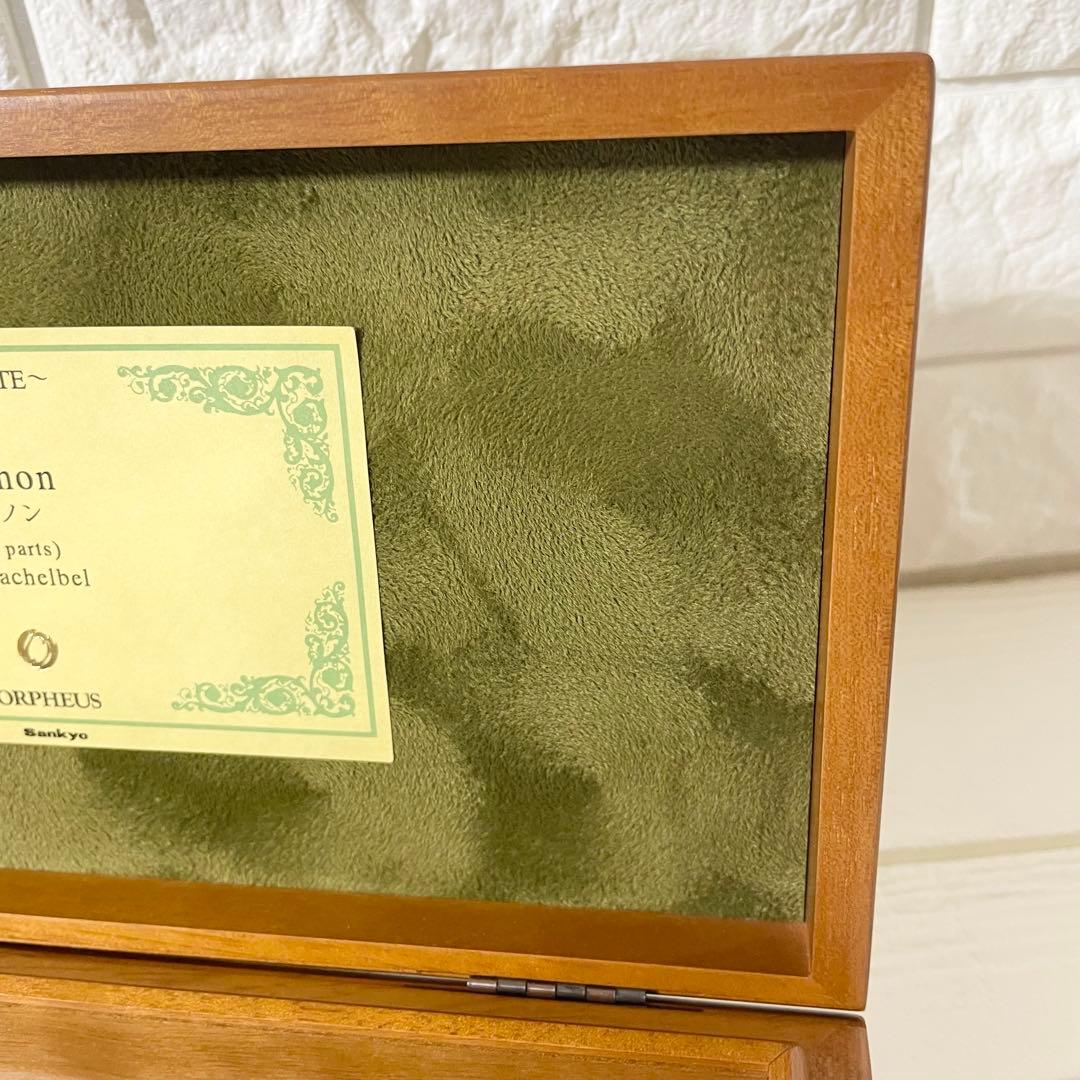 TE～
non
ノン
parts)
achelbel
ORPHEUS
Sankyo